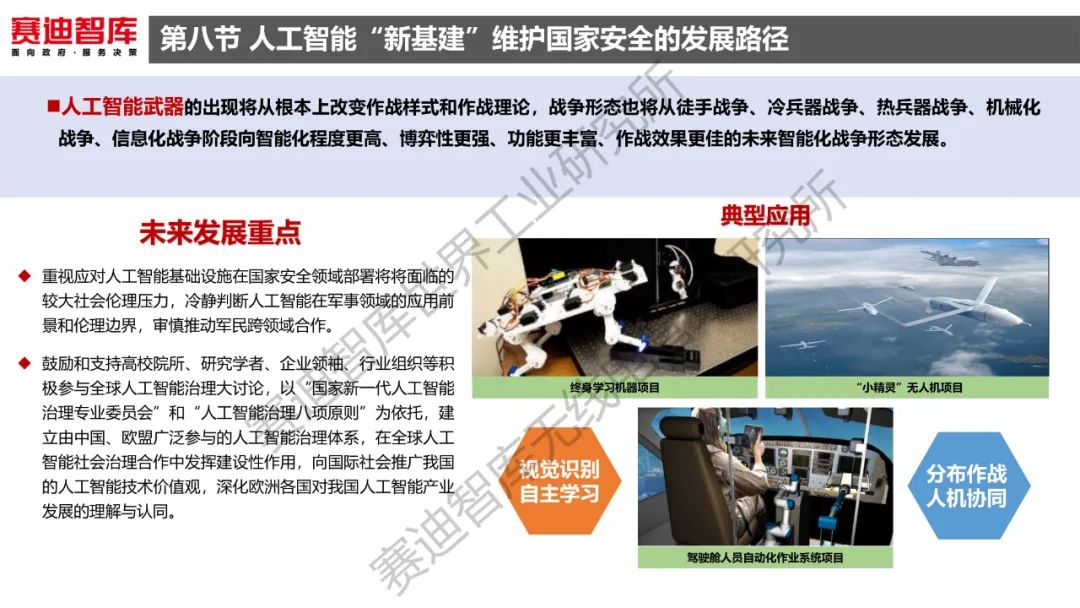 赛迪智库
面向政府·服务决策
第八节 人工智能“新基建”维护国家安全的发展路径
■人工智能武器的出现将从根本上改变作战样式和作战理论，战争形态也将从徒手战争、冷兵器战争、热兵器战争、机械化
战争、信息化战争阶段向智能化程度更高、博弈性更强、功能更丰富、作战效果更佳的未来智能化战争形态发展。
未来发展重点
◆ 重视应对人工智能基础设施在国家安全领域部署将将面临的
较大社会伦理压力，冷静判断人工智能在军事领域的应用前
景和伦理边界，审慎推动军民跨领域合作。
◆ 鼓励和支持高校院所、研究学者、企业领袖、行业组织等积
极参与全球人工智能治理大讨论，以“国家新一代人工智能
治理专业委员会”和“人工智能治理八项原则”为依托，建
立由中国、欧盟广泛参与的人工智能治理体系，在全球人工
智能社会治理合作中发挥建设性作用，向国际社会推广我国
的人工智能技术价值观，深化欧洲各国对我国人工智能产业
发展的理解与认同。
典型应用
终身学习机器项目
“小精灵”无人机项目
视觉识别
自主学习
驾驶舱人员自动化作业系统项目
分布作战
人机协同
赛迪智库世界工业研究所
赛迪智库无线电研究所